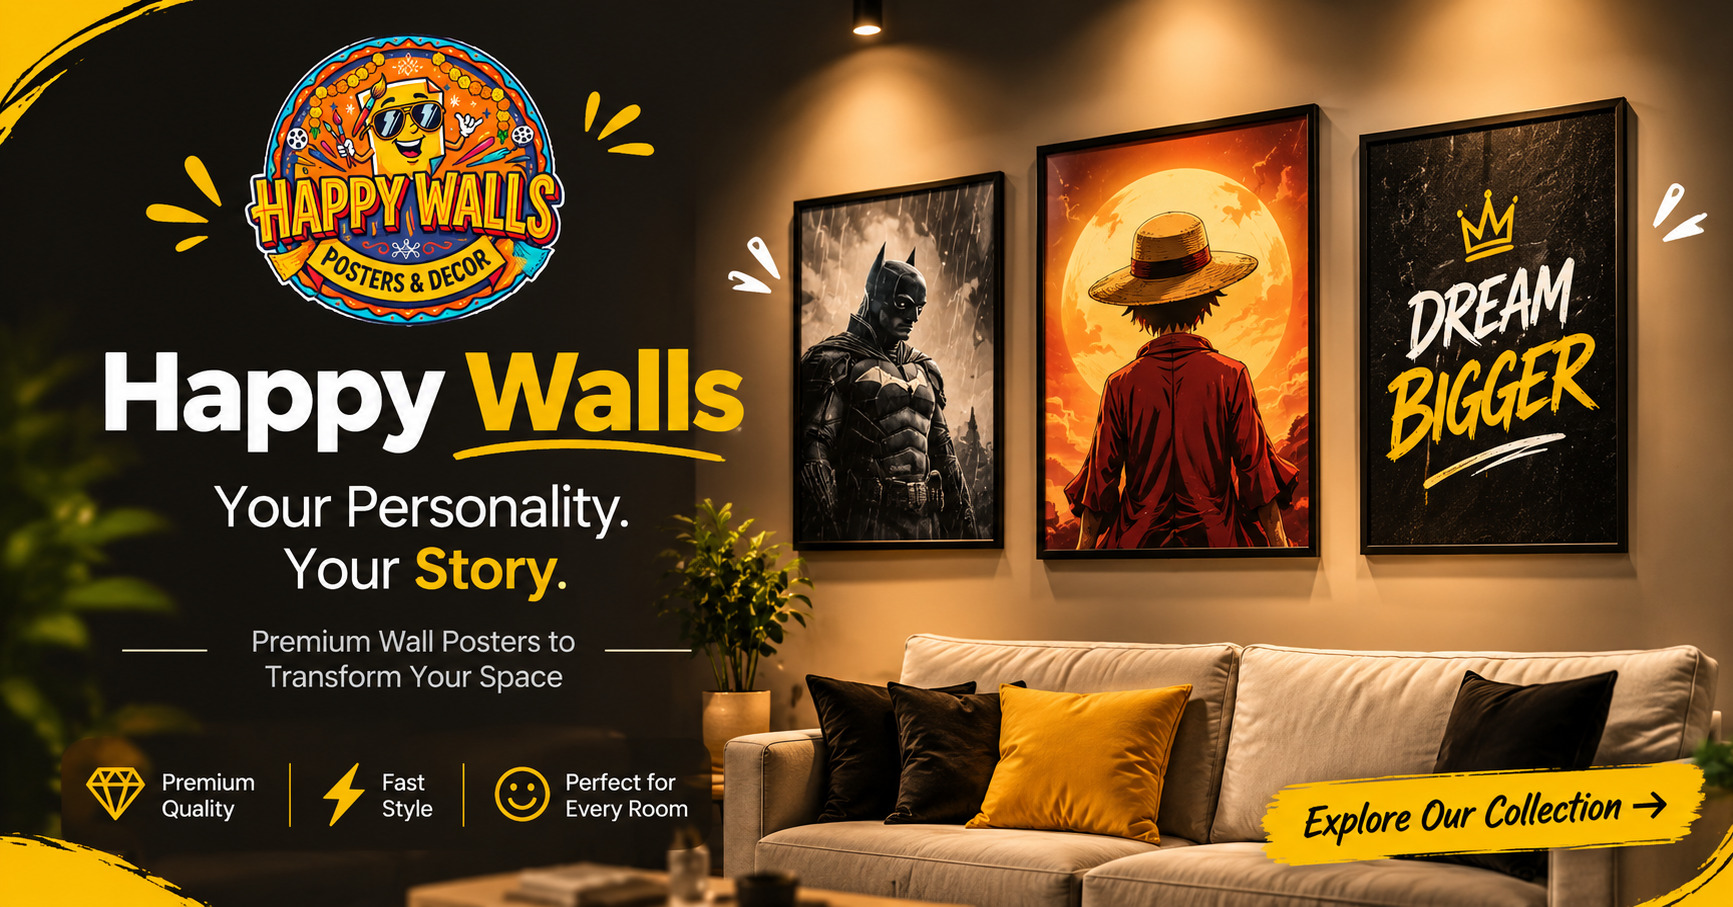 HAPPY WALLS
POSTERS & DECOR
Happy Walls
Your Personality.
Your Story.
Premium Wall Posters to
Transform Your Space
Premium
Quality
Fast
Style
Perfect for
Every Room
DREAM
BIGGER
Explore Our Collection →